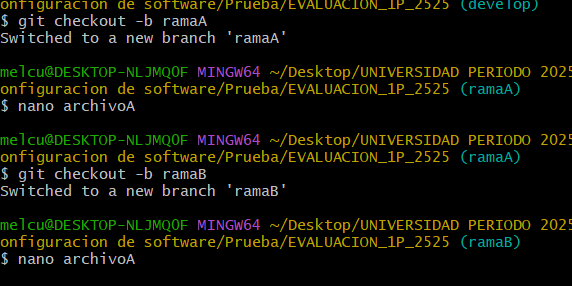 onfiguracion de software/Prueba/EVALUACION_1P_2525 (develop)
$ git checkout -b ramaA
Switched to a new branch 'ramaA'
melcu@DESKTOP-NLJMQ0F MINGW64 ~/Desktop/UNIVERSIDAD PERIODO 2025
onfiguracion de software/Prueba/EVALUACION_1P_2525 (ramaA)
$ nano archivoA
melcu@DESKTOP-NLJMQ0F MINGW64 ~/Desktop/UNIVERSIDAD PERIODO 2025
onfiguracion de software/Prueba/EVALUACION_1P_2525 (ramaA)
$ git checkout -b ramaB
Switched to a new branch 'ramaB'
melcu@DESKTOP-NLJMQ0F MINGW64 ~/Desktop/UNIVERSIDAD PERIODO 2025
onfiguracion de software/Prueba/EVALUACION_1P_2525 (ramaB)
$ nano archivoA